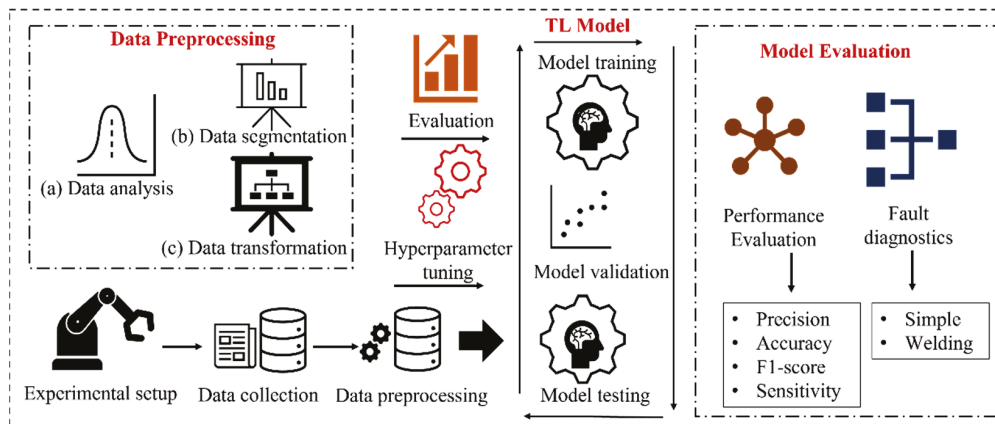 Data Preprocessing
(b) Data segmentation
(a) Data analysis
(c) Data transformation
Evaluation
Hyperparameter
tuning
TL Model
Model training
Model validation
Model testing
Experimental setup
Data collection
Data preprocessing
Model Evaluation
Performance
Evaluation
Fault
diagnostics
• Precision
• Accuracy
• F1-score
• Sensitivity
• Simple
• Welding